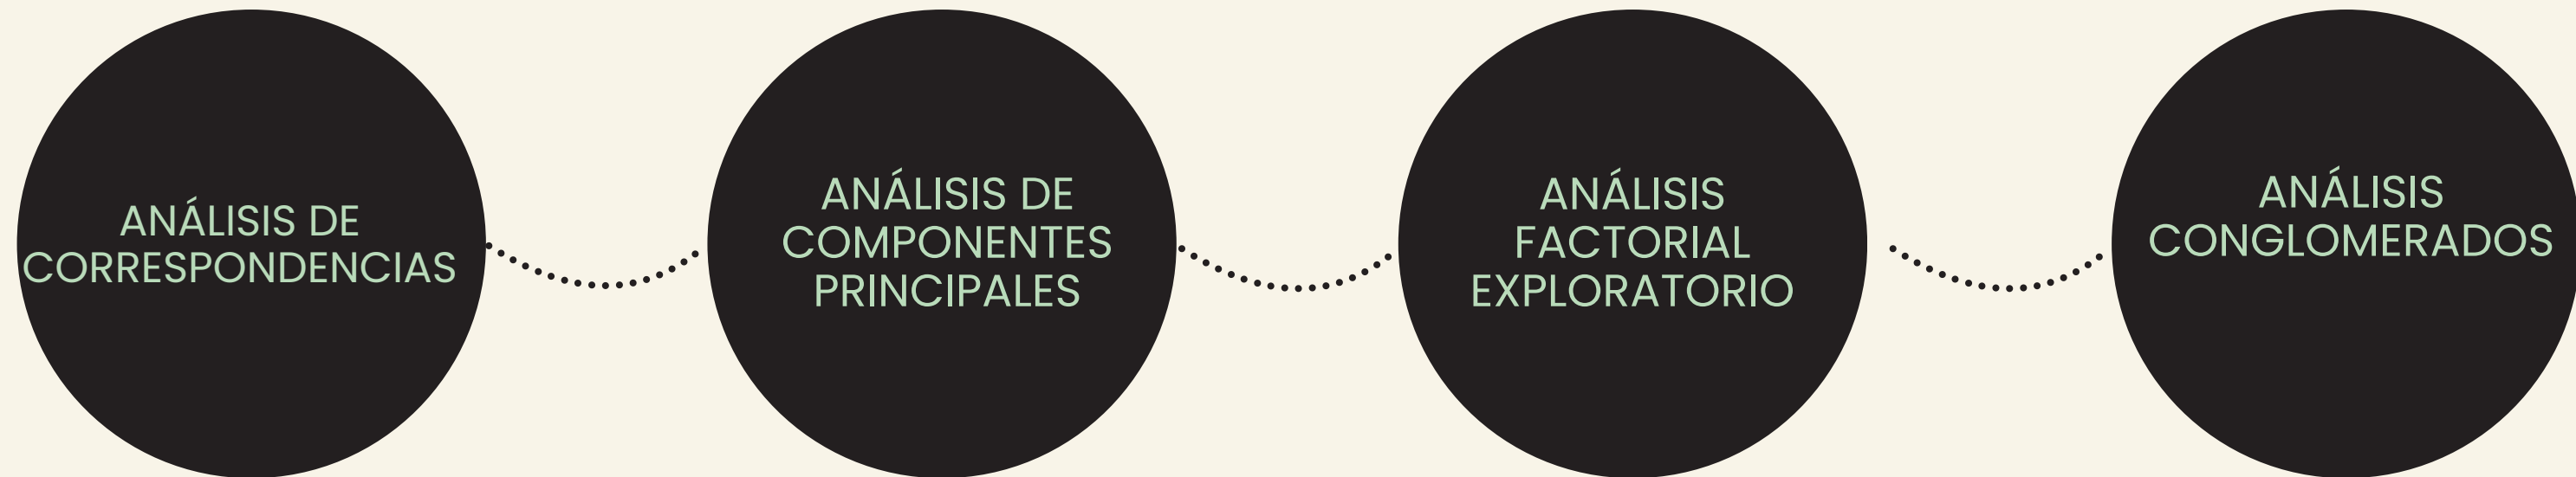 ANÁLISIS DE
CORRESPONDENCIAS
ANÁLISIS DE
COMPONENTES
PRINCIPALES
ANÁLISIS
FACTORIAL
EXPLORATORIO
ANÁLISIS
CONGLOMERADOS